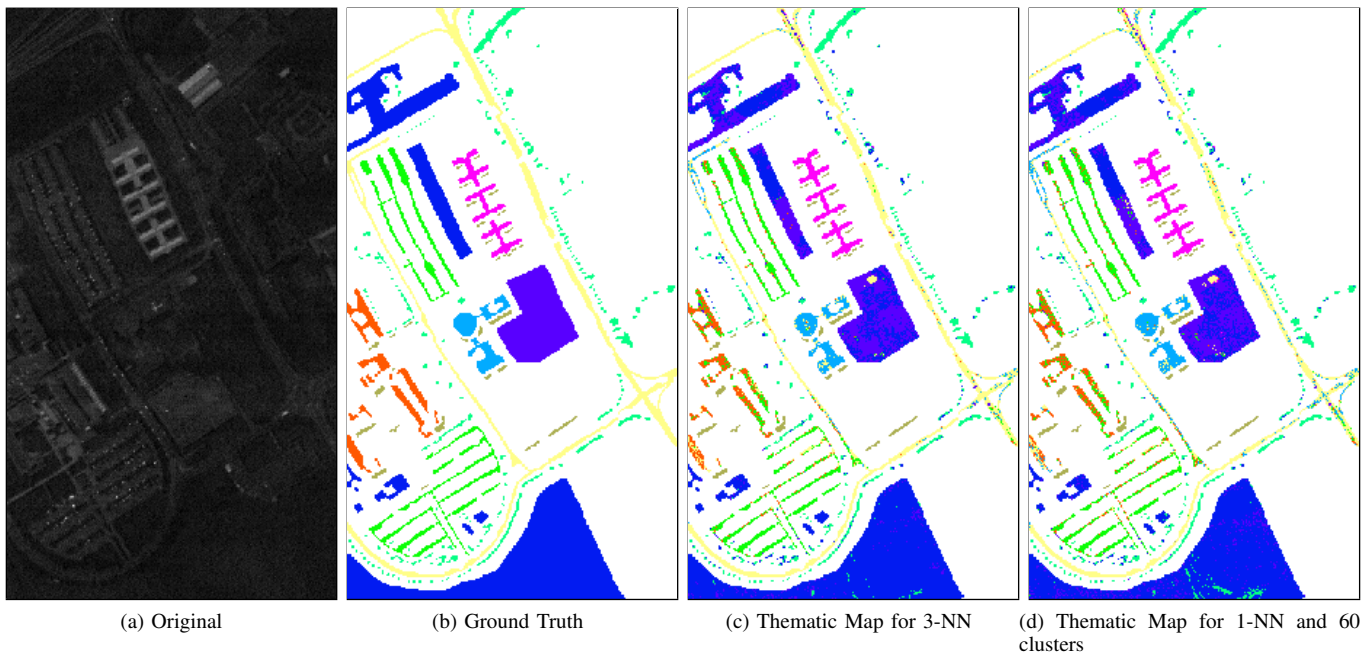 (a) Original
(b) Ground Truth
(c) Thematic Map for 3-NN
(d) Thematic Map for 1-NN and 60
clusters